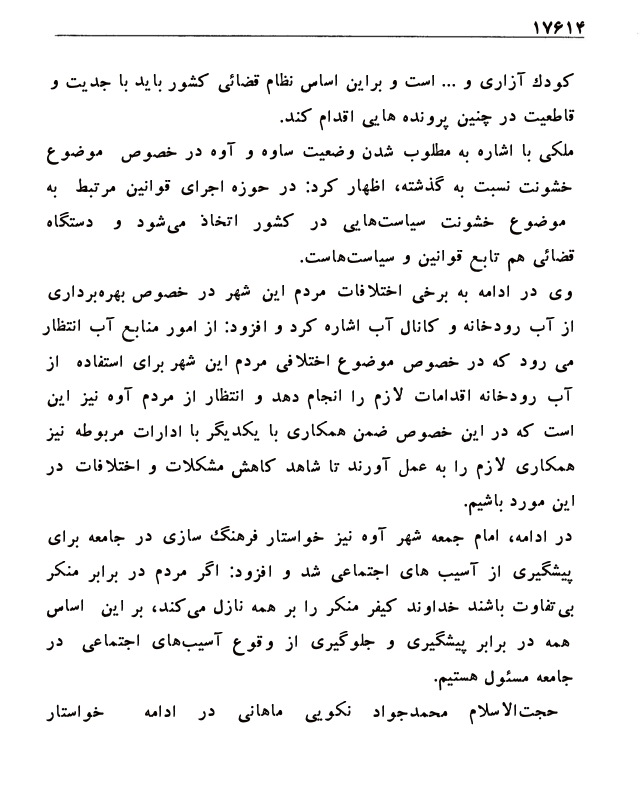 ۱۷۶۱۴
کودك آزاری و ... است و براین اساس نظام قضائی کشور باید با جدیت و
قاطعیت در چنین پرونده هایی اقدام کند.
ملکی با اشاره به مطلوب شدن وضعیت ساوه و آوه در خصوص موضوع
خشونت نسبت به گذشته، اظهار کرد: در حوزه اجرای قوانین مرتبط به
موضوع خشونت سیاست‌هایی در کشور اتخاذ می‌شود و دستگاه
قضائی هم تابع قوانین و سیاست‌هاست.
وی در ادامه به برخی اختلافات مردم این شهر در خصوص بهره‌برداری
از آب رودخانه و کانال آب اشاره کرد و افزود: از امور منابع آب انتظار
می رود که در خصوص موضوع اختلافی مردم این شهر برای استفاده از
آب رودخانه اقدامات لازم را انجام دهد و انتظار از مردم آوه نیز این
است که در این خصوص ضمن همکاری با یکدیگر با ادارات مربوطه نیز
همکاری لازم را به عمل آورند تا شاهد کاهش مشکلات و اختلافات در
این مورد باشیم.
در ادامه، امام جمعه شهر آوه نیز خواستار فرهنگ سازی در جامعه برای
پیشگیری از آسیب های اجتماعی شد و افزود: اگر مردم در برابر منکر
بی‌تفاوت باشند خداوند کیفر منکر را بر همه نازل می‌کند، بر این اساس
همه در برابر پیشگیری و جلوگیری از وقوع آسیب‌های اجتماعی در
جامعه مسئول هستیم.
حجت‌الاسلام محمدجواد نکویی ماهانی در ادامه خواستار